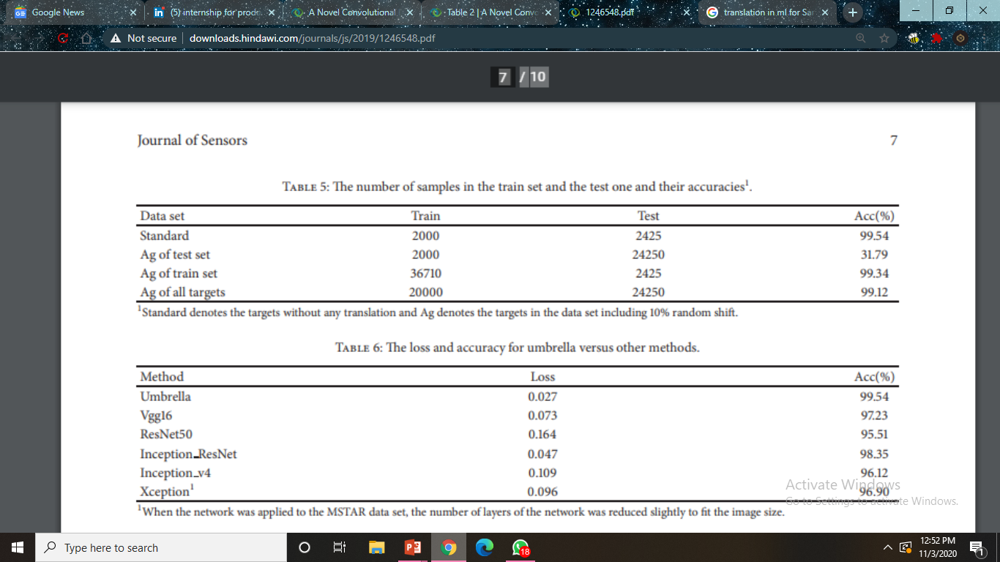 Google News
(5) internship for produ
A Novel Convolutional
Table 2 | A Novel Conv
1246548.pdf
translation in ml for Sar
Not secure
downloads.hindawi.com/journals/js/2019/1246548.pdf
7 / 10
Journal of Sensors 7
TABLE 5: The number of samples in the train set and the test one and their accuracies¹.
Data set Train Test Acc(%)
Standard 2000 2425 99.54
Ag of test set 2000 24250 31.79
Ag of train set 36710 2425 99.34
Ag of all targets 20000 24250 99.12
¹Standard denotes the targets without any translation and Ag denotes the targets in the data set including 10% random shift.
TABLE 6: The loss and accuracy for umbrella versus other methods.
Method Loss Acc(%)
Umbrella 0.027 99.54
Vgg16 0.073 97.23
ResNet50 0.164 95.51
Inception_ResNet 0.047 98.35
Inception_v4 0.109 96.12
Xception¹ 0.096 96.90
¹When the network was applied to the MSTAR data set, the number of layers of the network was reduced slightly to fit the image size.
Activate Windows
Go to Settings to activate Windows.
Type here to search
18
12:52 PM
11/3/2020
1